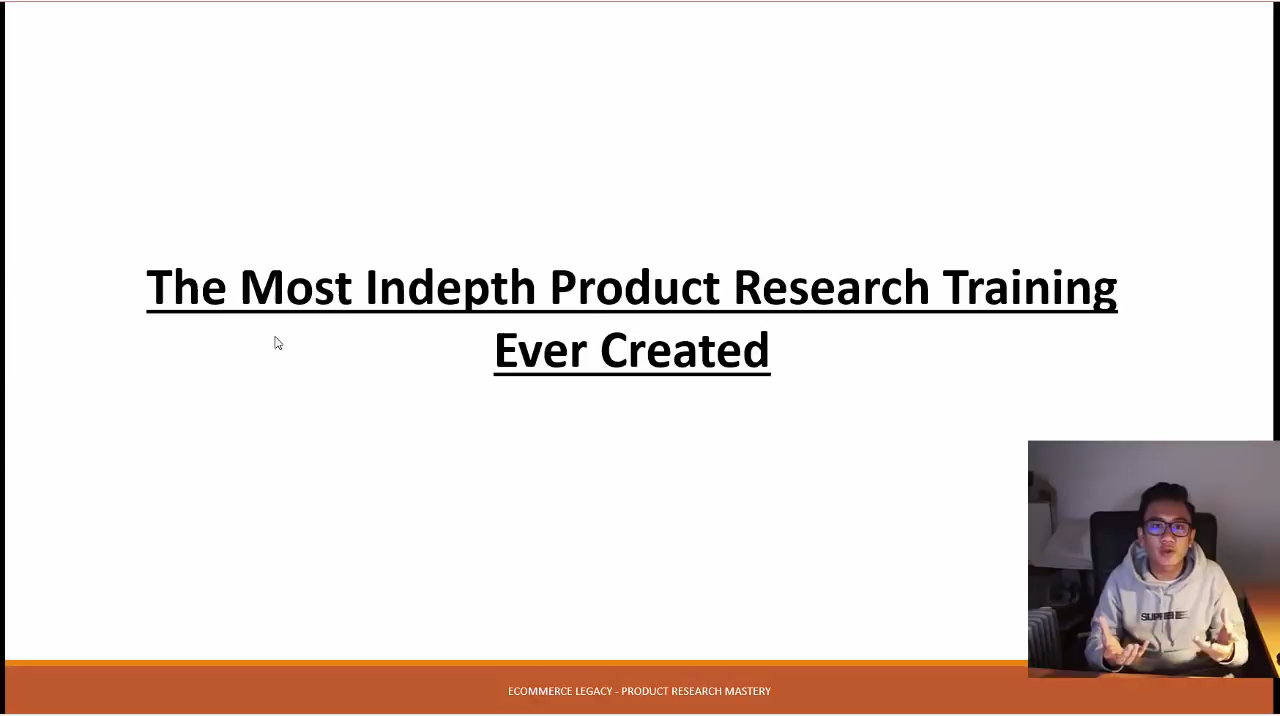 The Most Indepth Product Research Training
Ever Created
ECOMMERCE LEGACY - PRODUCT RESEARCH MASTERY